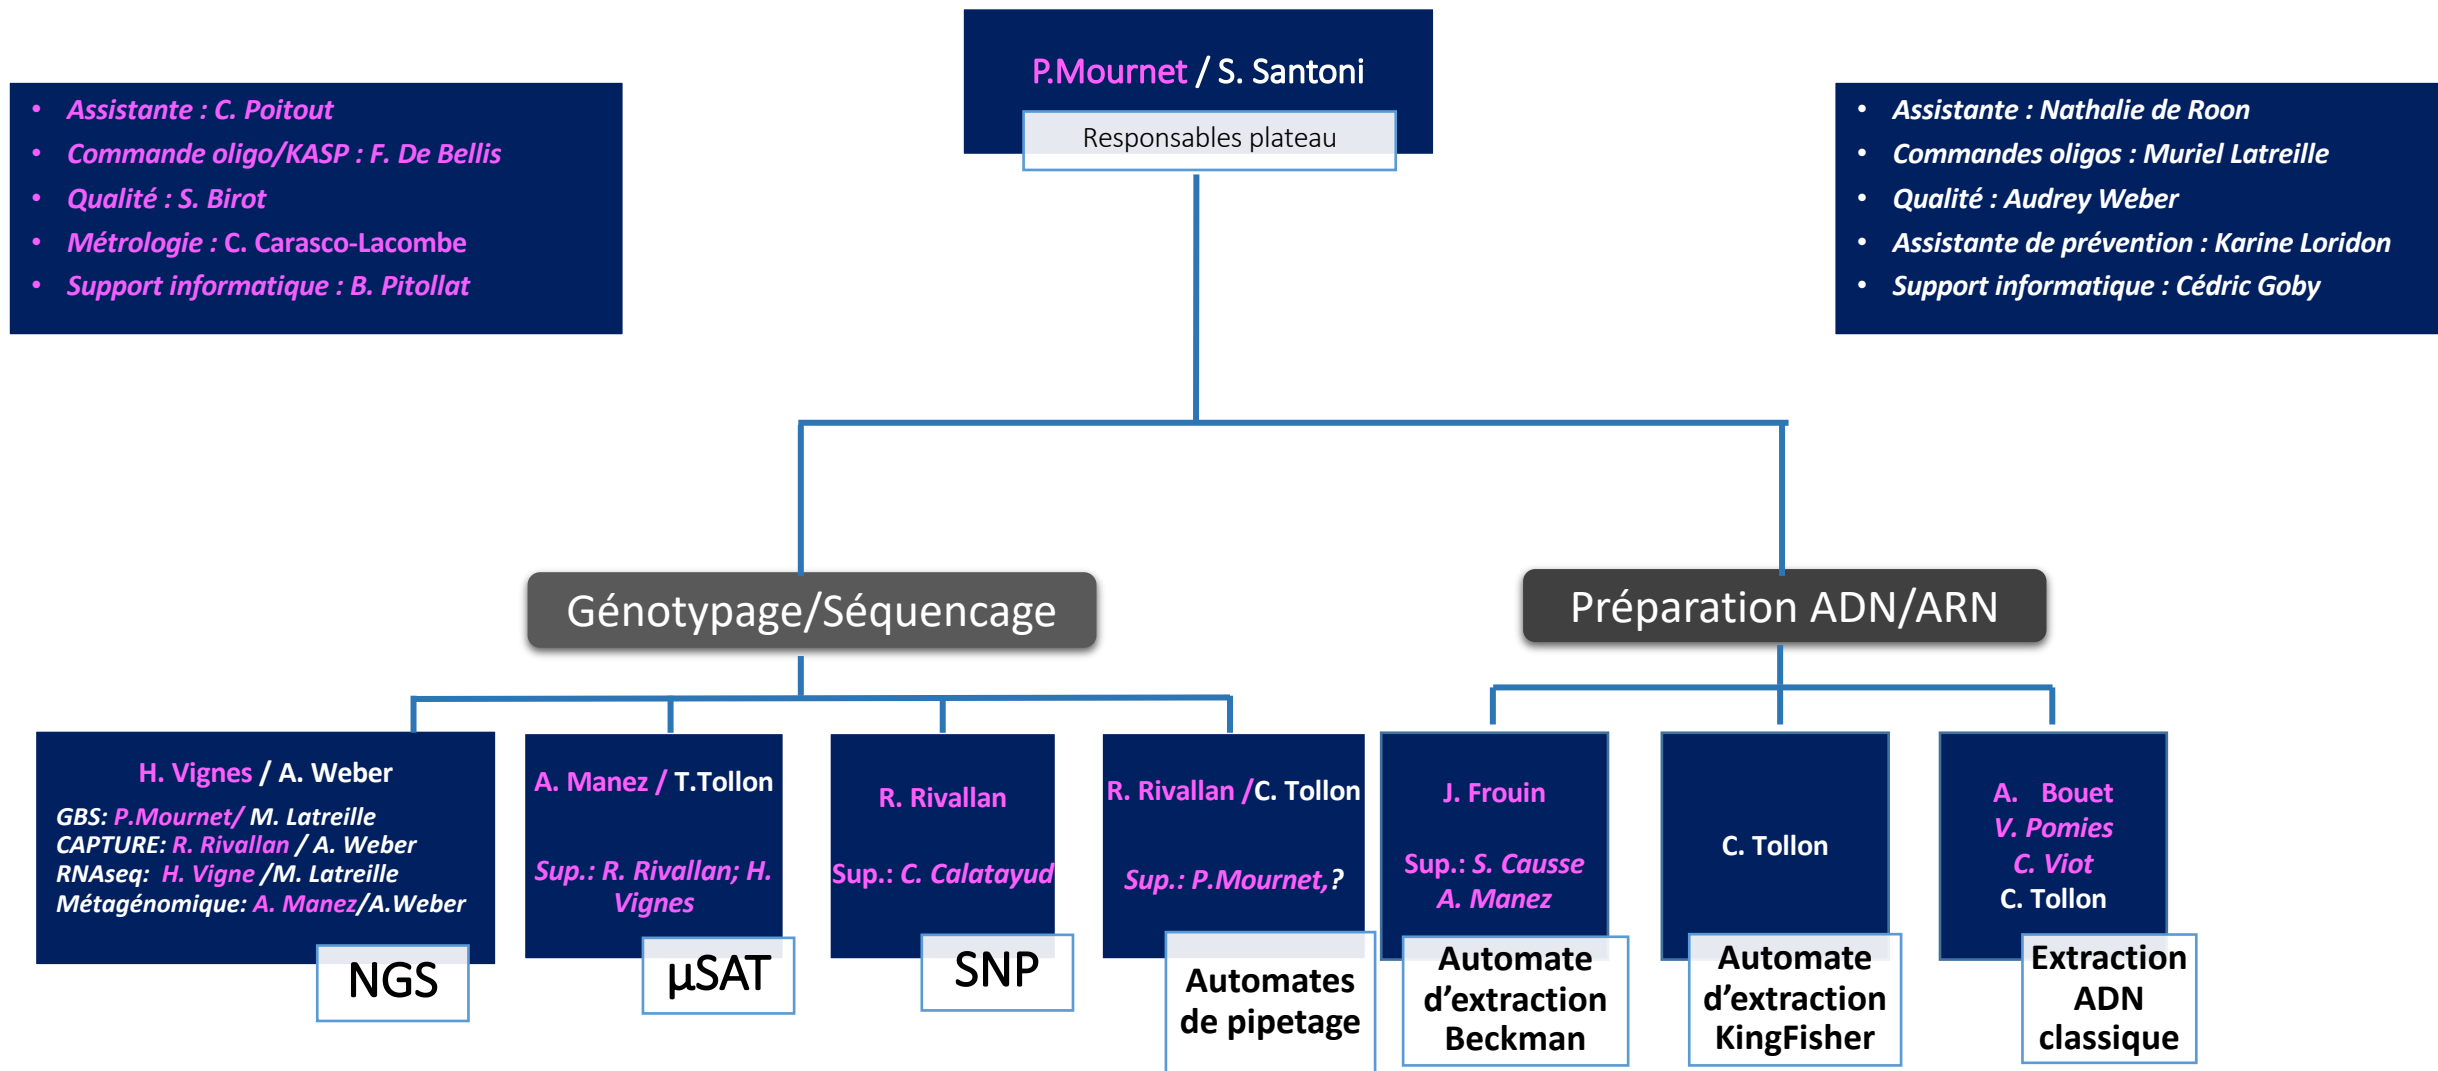 P.Mournet / S. Santoni
Responsables plateau
• Assistante : C. Poitout
• Commande oligo/KASP : F. De Bellis
• Qualité : S. Birot
• Métrologie : C. Carasco-Lacombe
• Support informatique : B. Pitollat
• Assistante : Nathalie de Roon
• Commandes oligos : Muriel Latreille
• Qualité : Audrey Weber
• Assistante de prévention : Karine Loridon
• Support informatique : Cédric Goby
Génotypage/Séquencage
Préparation ADN/ARN
H. Vignes / A. Weber
GBS: P.Mournet/ M. Latreille
CAPTURE: R. Rivallan / A. Weber
RNAseq: H. Vigne /M. Latreille
Métagénomique: A. Manez/A.Weber
NGS
A. Manez / T.Tollon
Sup.: R. Rivallan; H.
Vignes
µSAT
R. Rivallan
Sup.: C. Calatayud
SNP
R. Rivallan /C. Tollon
Sup.: P.Mournet,?
Automates
de pipetage
J. Frouin
Sup.: S. Causse
A. Manez
Automate
d’extraction
Beckman
C. Tollon
Automate
d’extraction
KingFisher
A. Bouet
V. Pomies
C. Viot
C. Tollon
Extraction
ADN
classique